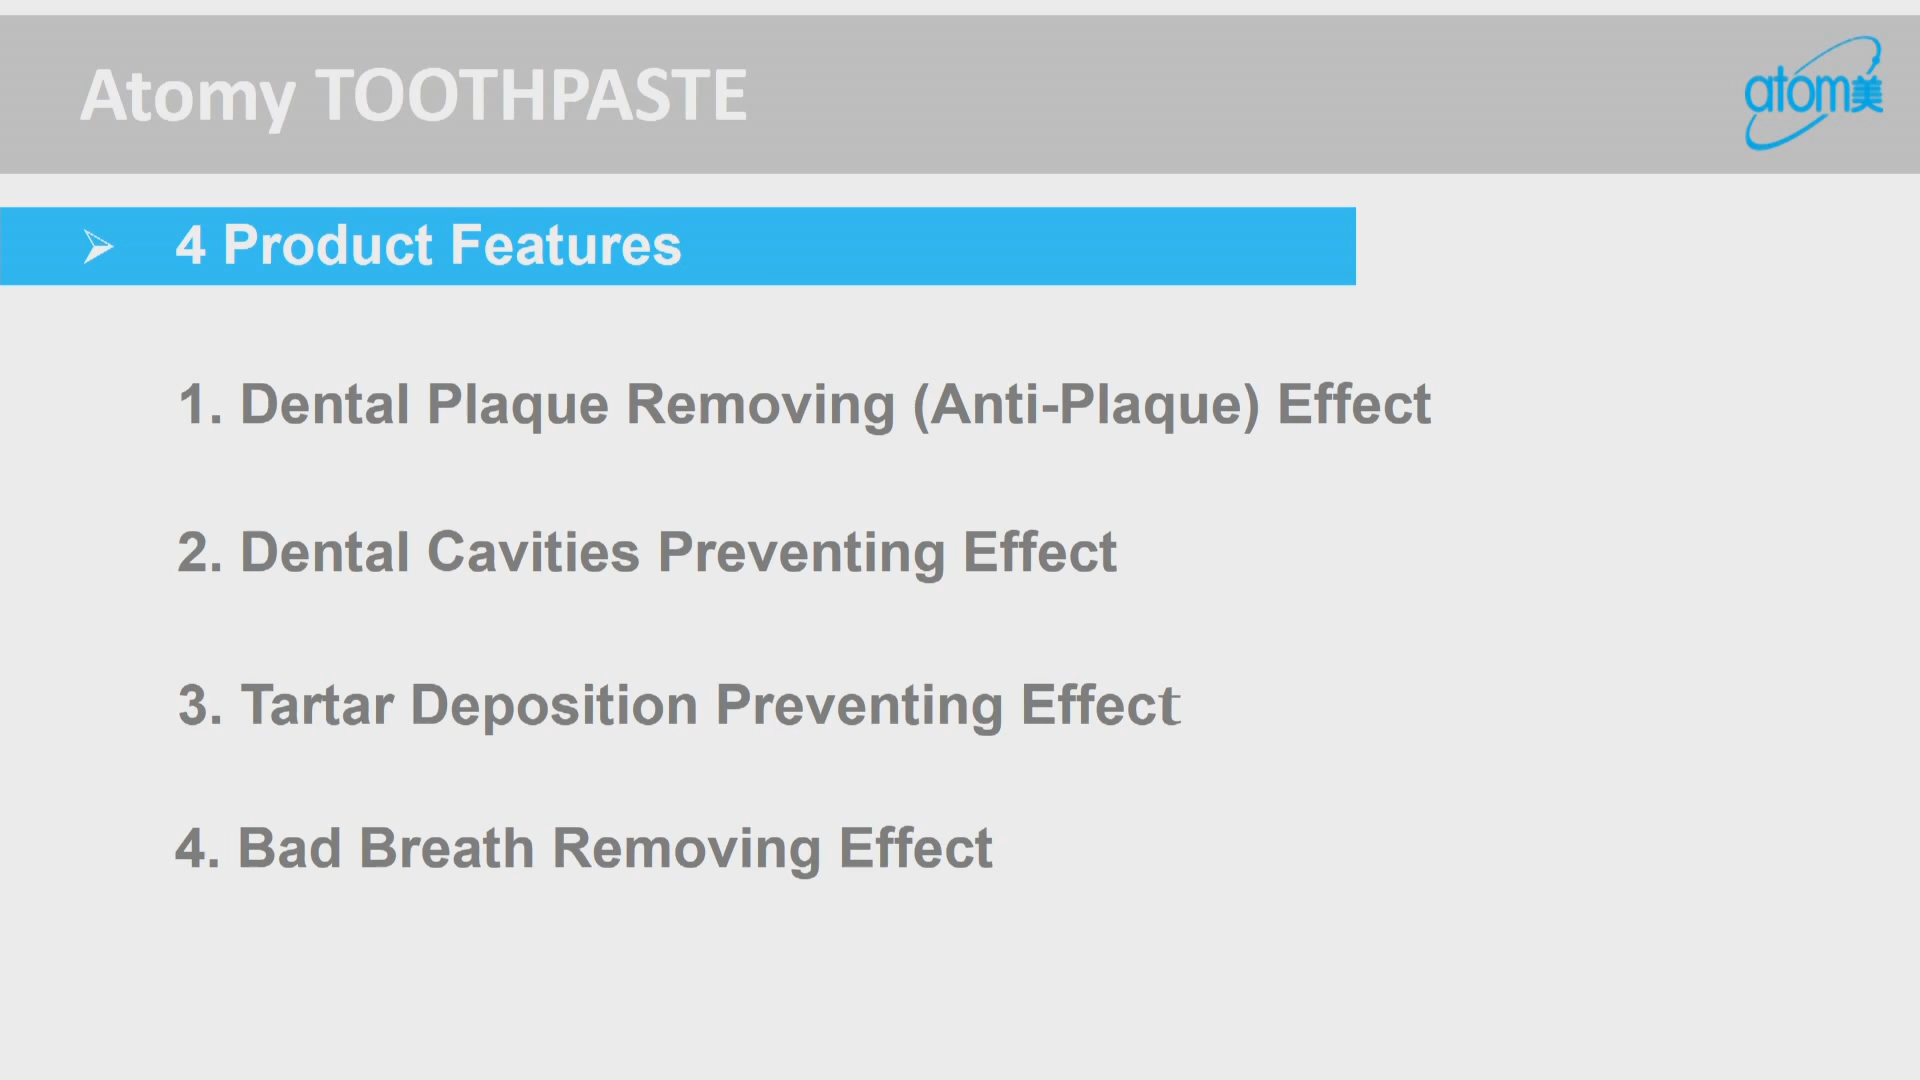 Atomy TOOTHPASTE
atom美
4 Product Features
1. Dental Plaque Removing (Anti-Plaque) Effect
2. Dental Cavities Preventing Effect
3. Tartar Deposition Preventing Effect
4. Bad Breath Removing Effect